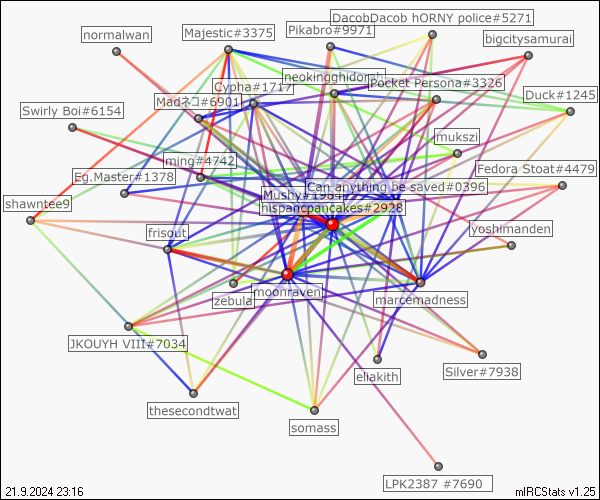 DacobDacob hORNY police#5271
normalwan
Majestic#3375
Pikabro#9971
bigcitysamurai
neokingghidorah
Cypha#1717
Pocket Persona#3326
Duck#1245
Madネコ#6901
Swirly Boi#6154
mukszi
ming#4742
Fedora Stoat#4479
Eg.Master#1378
Can anything be saved#0396
Mushy#1984
shawntee9
hispancpancakes#2928
frisout
yoshimanden
zebula
moonraven
marcemadness
JKOUYH VIII#7034
Silver#7938
eliakith
thesecondtwat
somass
LPK2387 #7690
21.9.2024 23:16
mIRCStats v1.25